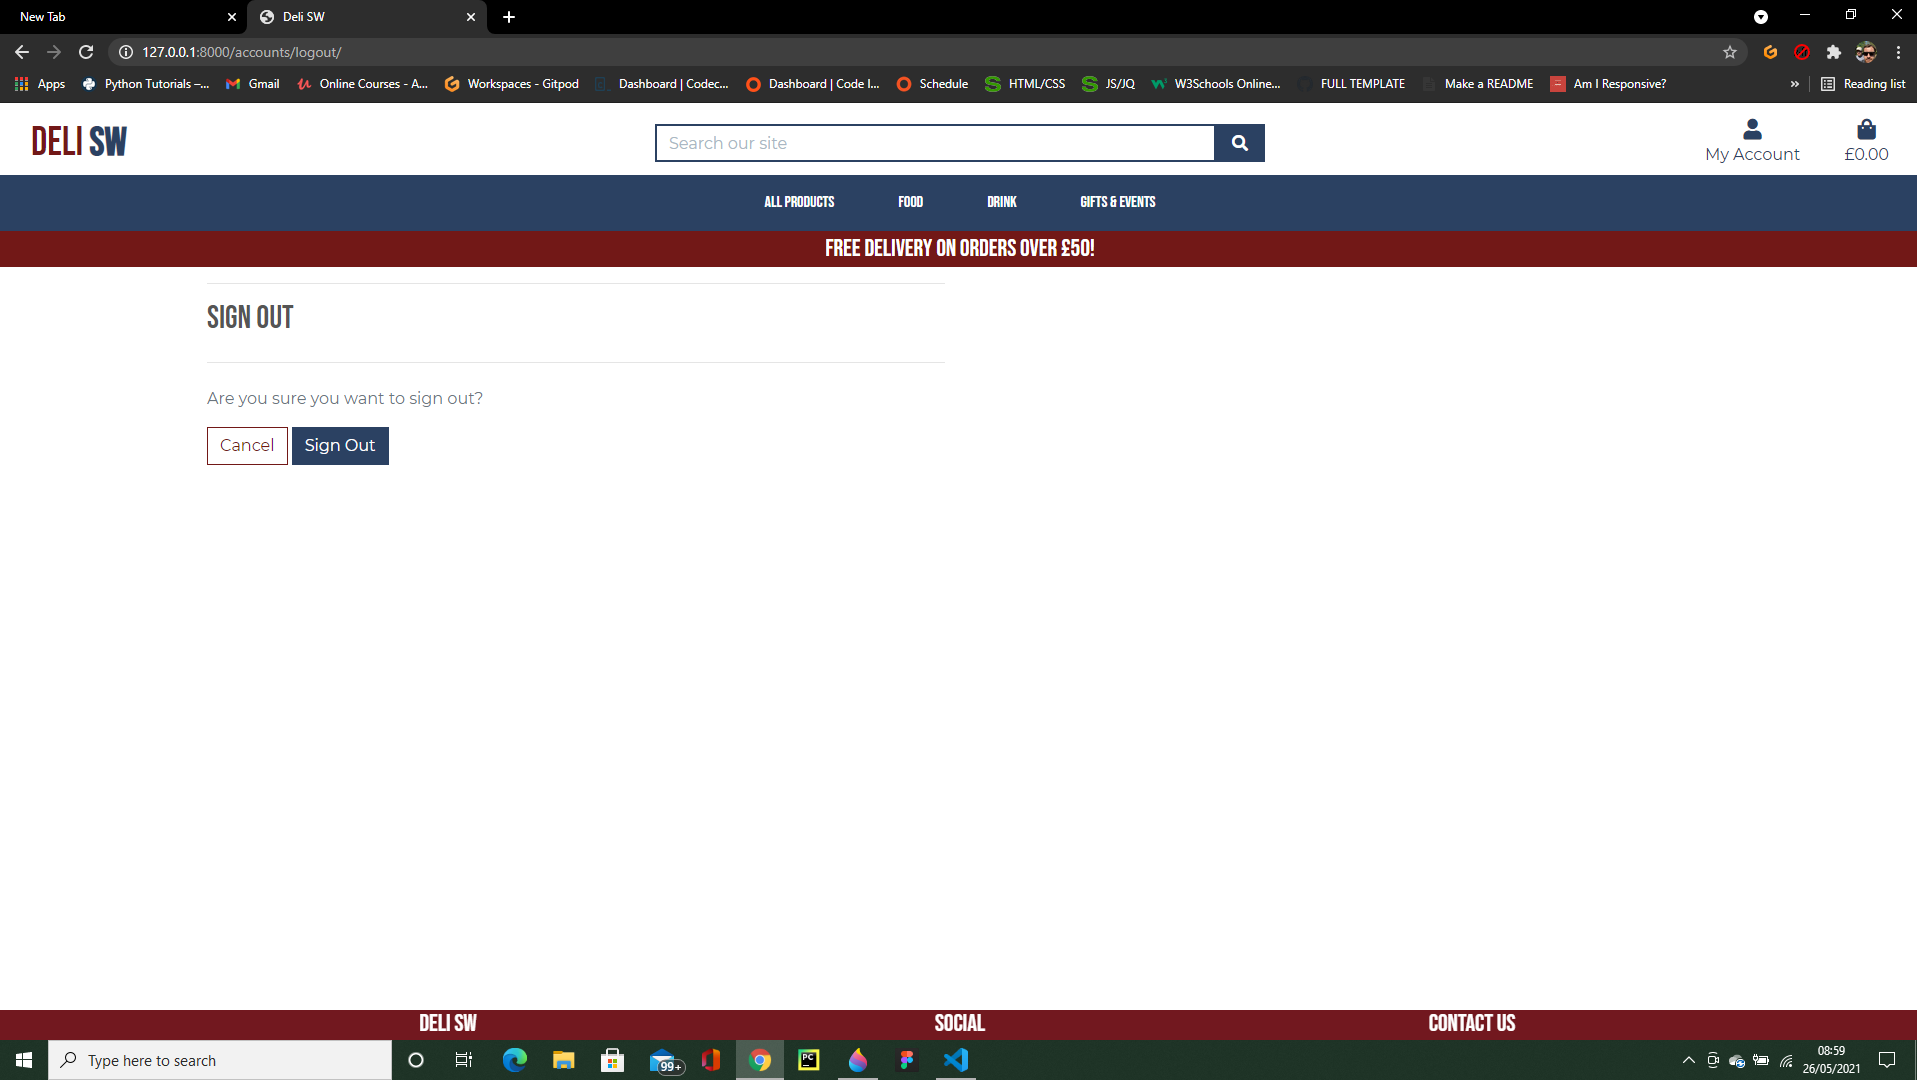 New Tab
Deli SW
127.0.0.1:8000/accounts/logout/
Apps
Python Tutorials –...
Gmail
Online Courses - A...
Workspaces - Gitpod
Dashboard | Codec...
Dashboard | Code I...
Schedule
HTML/CSS
JS/JQ
W3Schools Online...
FULL TEMPLATE
Make a README
Am I Responsive?
»
Reading list
DELI SW
Search our site
My Account
£0.00
ALL PRODUCTS
FOOD
DRINK
GIFTS & EVENTS
FREE DELIVERY ON ORDERS OVER £50!
SIGN OUT
Are you sure you want to sign out?
Cancel
Sign Out
DELI SW
SOCIAL
CONTACT US
Type here to search
99+
PC
08:59
26/05/2021